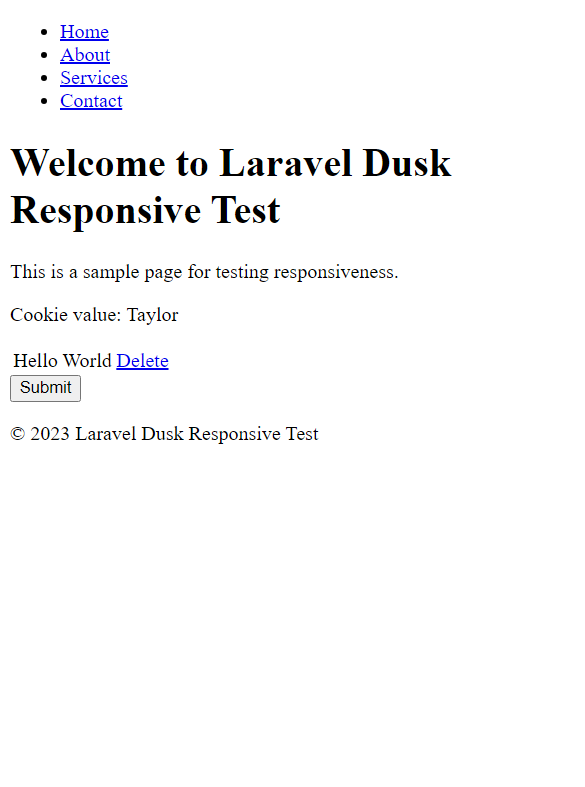 Home
About
Services
Contact
Welcome to Laravel Dusk
Responsive Test
This is a sample page for testing responsiveness.
Cookie value: Taylor
Hello World Delete
Submit
© 2023 Laravel Dusk Responsive Test